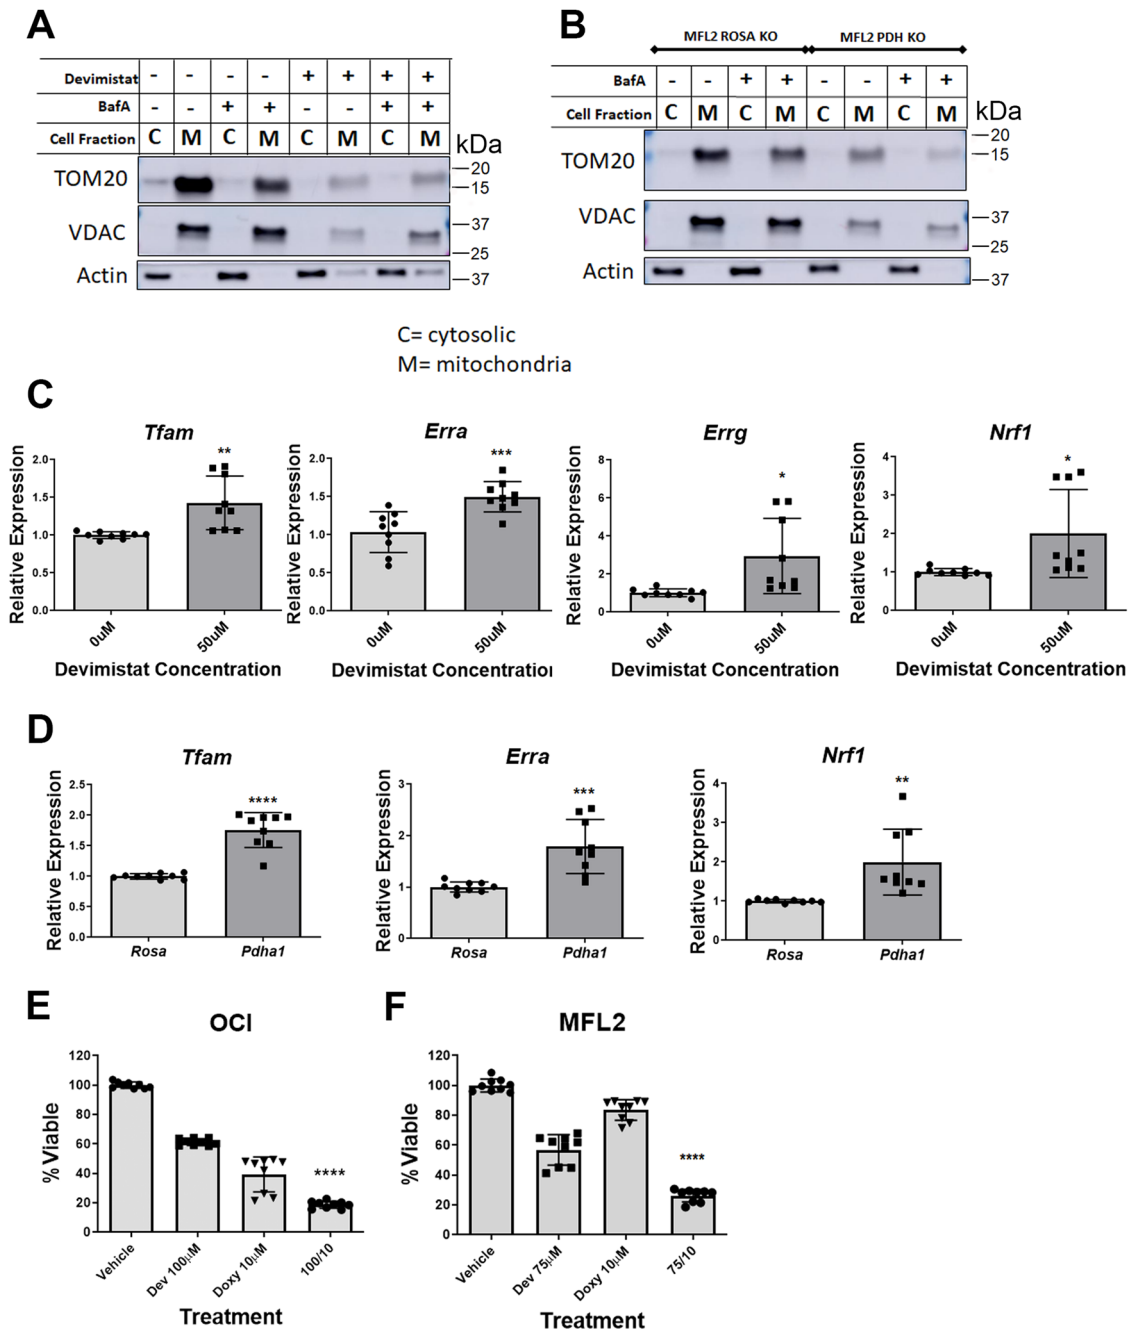 A
Devimistat - - - - + + + +
BafA - - + + - - + +
Cell Fraction C M C M C M C M kDa
TOM20 20
15
VDAC 37
25
Actin 37
B
MFL2 ROSA KO MFL2 PDH KO
BafA - - + + - - + +
Cell Fraction C M C M C M C M kDa
TOM20 20
15
VDAC 37
25
Actin 37
C= cytosolic
M= mitochondria
C
Tfam
Relative Expression
2.0
1.5
1.0
0.5
0.0
**
0uM 50uM
Devimistat Concentration
Erra
Relative Expression
2.0
1.5
1.0
0.5
0.0
***
0uM 50uM
Devimistat Concentration
Errg
Relative Expression
8
6
4
2
0
*
0uM 50uM
Devimistat Concentration
Nrf1
Relative Expression
4
3
2
1
0
*
0uM 50uM
Devimistat Concentration
D
Tfam
Relative Expression
2.5
2.0
1.5
1.0
0.5
0.0
****
Rosa Pdha1
Erra
Relative Expression
3
2
1
0
***
Rosa Pdha1
Nrf1
Relative Expression
4
3
2
1
0
**
Rosa Pdha1
E
OCI
% Viable
120
100
80
60
40
20
0
****
Vehicle Dev 100µM Doxy 10µM 100/10
Treatment
F
MFL2
% Viable
120
100
80
60
40
20
0
****
Vehicle Dev 75µM Doxy 10µM 75/10
Treatment